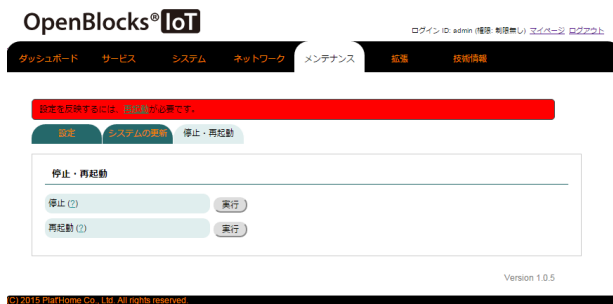 OpenBlocks® IoT
ログイン ID: admin (権限: 制限無し) マイページ ログアウト
ダッシュボード サービス システム ネットワーク メンテナンス 拡張 技術情報
設定を反映するには、再起動が必要です。
設定 システムの更新 停止・再起動
停止・再起動
停止 (?) 実行
再起動 (?) 実行
Version 1.0.5
(C) 2015 Plat'Home Co., Ltd. All rights reserved.